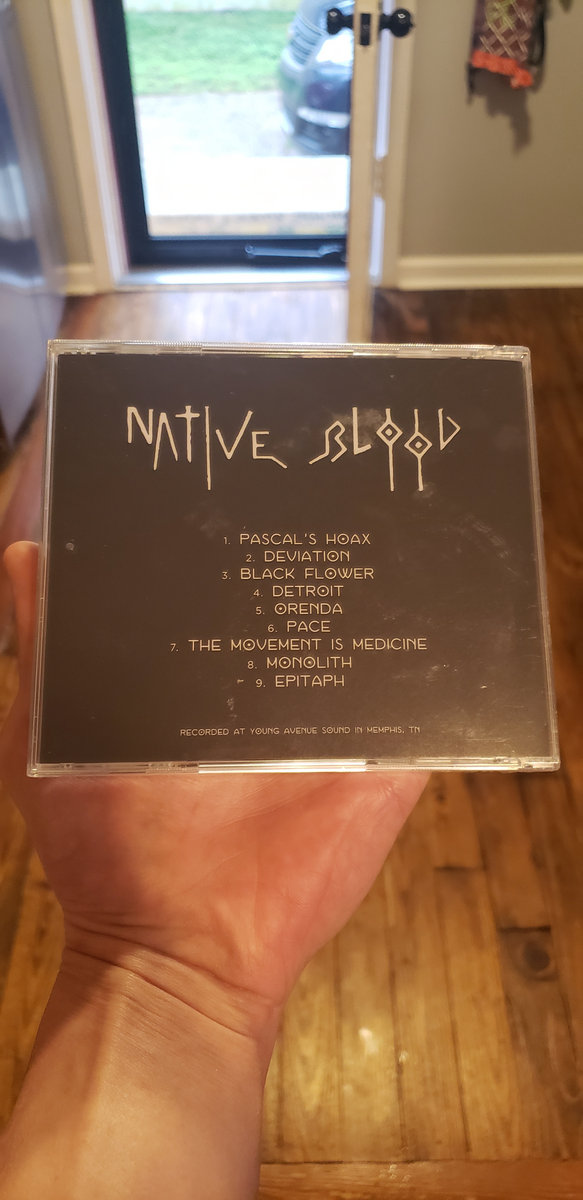 NATIVE BLOOD
1. PASCAL'S HOAX
2. DEVIATION
3. BLACK FLOWER
4. DETROIT
5. ORENDA
6. PACE
7. THE MOVEMENT IS MEDICINE
8. MONOLITH
9. EPITAPH
RECORDED AT YOUNG AVENUE SOUND IN MEMPHIS, TN